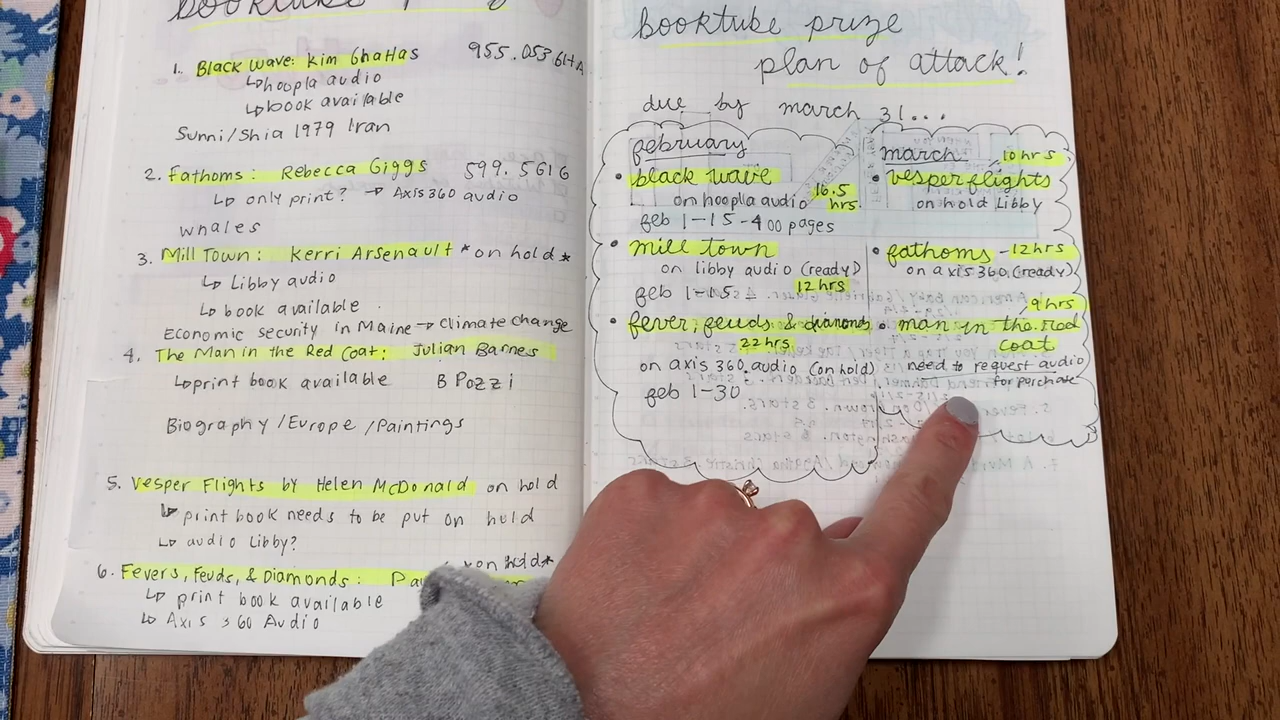 booktube
1. Black Wave: Kim Ghattas 955.053 GHA
↳ hoopla audio
↳ book available
Sunni/Shia 1979 Iran
2. Fathoms: Rebecca Giggs 599.5 GIG
↳ only print? → Axis 360 audio
whales
3. Mill Town: Kerri Arsenault *on hold*
↳ Libby audio
↳ book available
Economic security in Maine → climate change
4. The Man in the Red Coat: Julian Barnes
↳ print book available B Pozzi
Biography/Europe/Paintings
5. Vesper Flights by Helen McDonald on hold
↳ print book needs to be put on hold
↳ audio Libby?
6. Fevers, Feuds, & Diamonds: on hold*
↳ print book available
↳ Axis 360 Audio
booktube prize
plan of attack!
due by march 31...
february
• black wave
on hoopla audio 16.5 hrs.
feb 1-15 - 400 pages
• mill town
on libby audio (ready)
feb 1-15 12 hrs
• fever, feuds & diamonds
22 hrs
on axis 360 audio (on hold)
feb 1-30
march
10 hrs
• vesper flights
on hold Libby
• fathoms - 12 hrs
on axis 360 (ready)
9 hrs
• man in the red
coat
need to request audio
for purchase